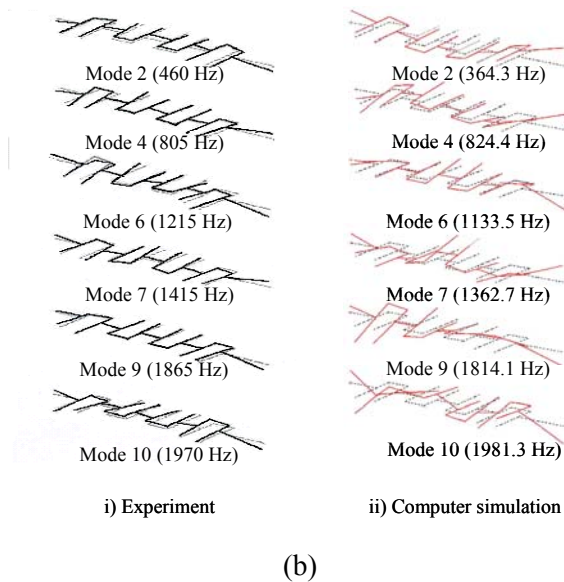 Mode 2 (460 Hz)
Mode 2 (364.3 Hz)
Mode 4 (805 Hz)
Mode 4 (824.4 Hz)
Mode 6 (1215 Hz)
Mode 6 (1133.5 Hz)
Mode 7 (1415 Hz)
Mode 7 (1362.7 Hz)
Mode 9 (1865 Hz)
Mode 9 (1814.1 Hz)
Mode 10 (1970 Hz)
Mode 10 (1981.3 Hz)
i) Experiment
ii) Computer simulation
(b)